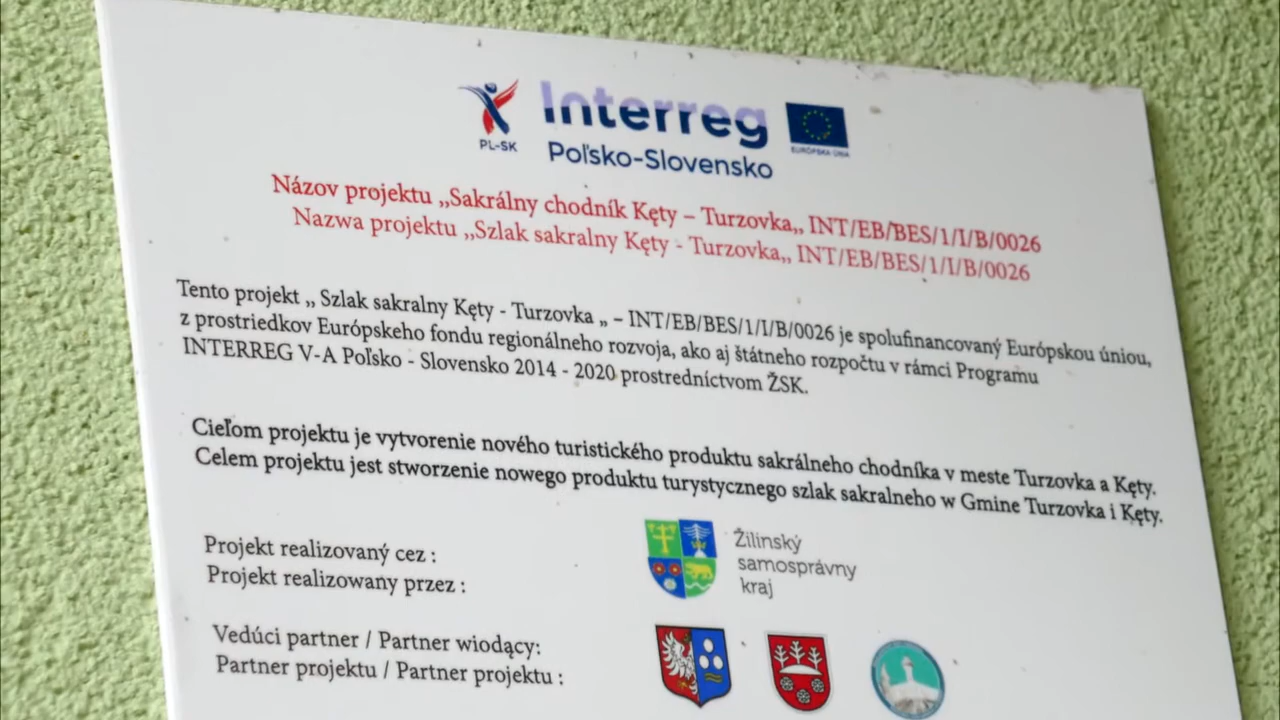 PL-SK
Interreg
EURÓPSKA ÚNIA
Poľsko-Slovensko
Názov projektu „Sakrálny chodník Kęty – Turzovka„ INT/EB/BES/1/I/B/0026
Nazwa projektu „Szlak sakralny Kęty - Turzovka„ INT/EB/BES/1/I/B/0026
Tento projekt „ Szlak sakralny Kęty - Turzovka „ – INT/EB/BES/1/I/B/0026 je spolufinancovaný Európskou úniou,
z prostriedkov Európskeho fondu regionálneho rozvoja, ako aj štátneho rozpočtu v rámci Programu
INTERREG V-A Poľsko - Slovensko 2014 - 2020 prostredníctvom ŽSK.
Cieľom projektu je vytvorenie nového turistického produktu sakrálneho chodníka v meste Turzovka a Kęty.
Celem projektu jest stworzenie nowego produktu turystycznego szlak sakralneho w Gmine Turzovka i Kęty.
Projekt realizovaný cez :
Projekt realizowany przez :
Žilinský
samosprávny
kraj
Vedúci partner / Partner wiodący:
Partner projektu / Partner projektu :